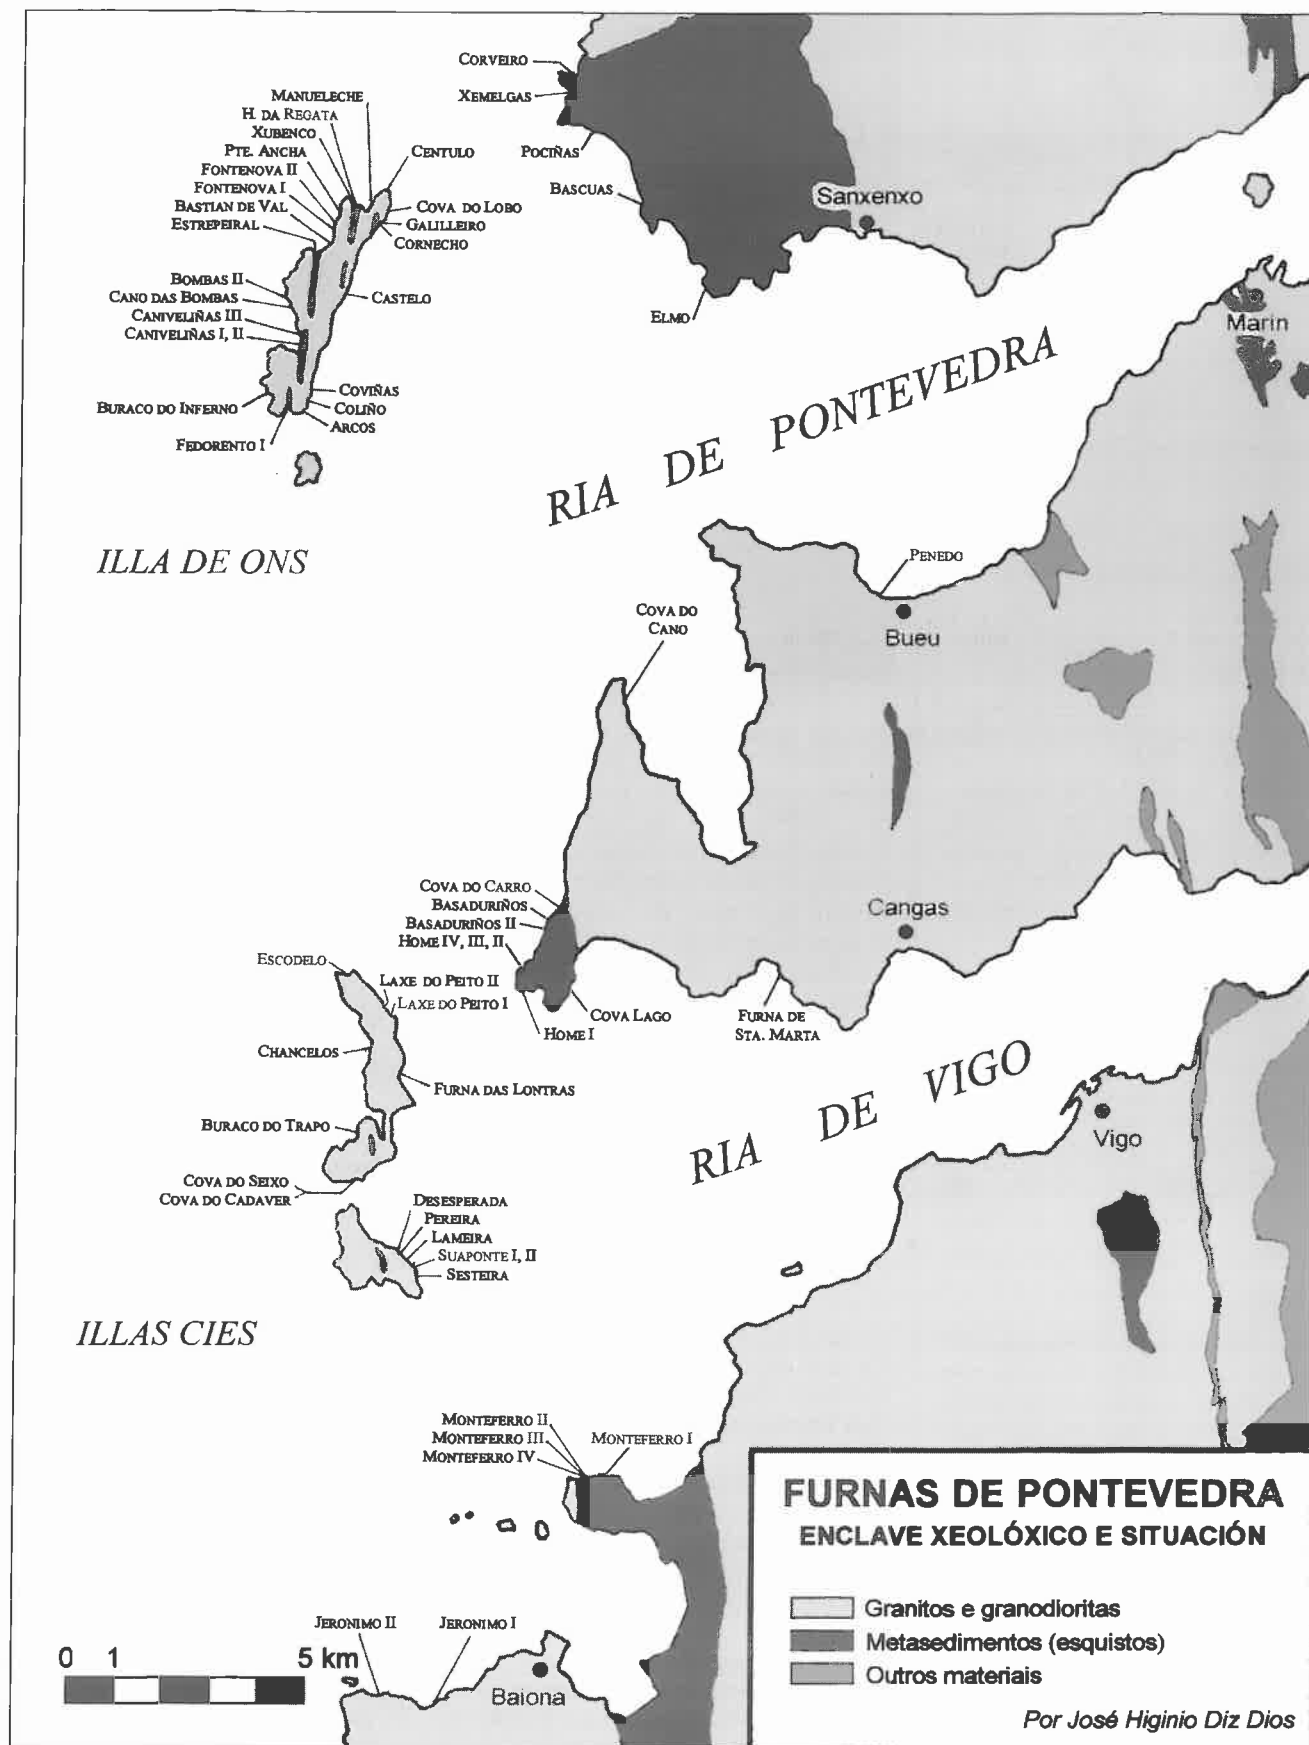 CORVEIRO
XEMELGAS
POCIÑAS
BASCUAS
Sanxenxo
ELMO
MANUELECHE
H. DA REGATA
XUBENCO
PTE. ANCHA
FONTENOVA II
FONTENOVA I
BASTIAN DE VAL
ESTREPEIRAL
CENTULO
COVA DO LOBO
GALILLEIRO
CORNECHO
BOMBAS II
CANO DAS BOMBAS
CANIVELIÑAS III
CANIVELIÑAS I, II
CASTELO
BURACO DO INFERNO
FEDORENTO I
COVIÑAS
COLIÑO
ARCOS
Marin
RIA DE PONTEVEDRA
ILLA DE ONS
PENEDO
Bueu
COVA DO
CANO
COVA DO CARRO
BASADURIÑOS
BASADURIÑOS II
HOME IV, III, II
HOME I
COVA LAGO
Cangas
FURNA DE
STA. MARTA
ESCODELO
LAXE DO PEITO II
LAXE DO PEITO I
CHANCELOS
FURNA DAS LONTRAS
BURACO DO TRAPO
COVA DO SEIXO
COVA DO CADAVER
DESESPERADA
PEREIRA
LAMEIRA
SUAPONTE I, II
SESTEIRA
RIA DE VIGO
Vigo
ILLAS CIES
MONTEFERRO II
MONTEFERRO III
MONTEFERRO IV
MONTEFERRO I
JERONIMO II
JERONIMO I
Baiona
0 1 5 km
FURNAS DE PONTEVEDRA
ENCLAVE XEOLÓXICO E SITUACIÓN
Granitos e granodioritas
Metasedimentos (esquistos)
Outros materiais
Por José Higinio Diz Dios